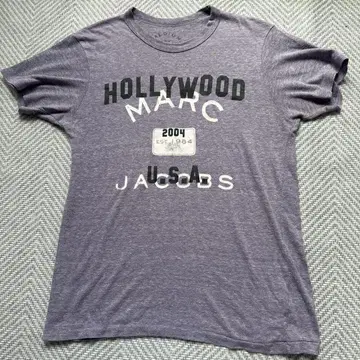 HOLLYWOOD
MARC
2004
EST. 1984
U.S.A.
JACOBS